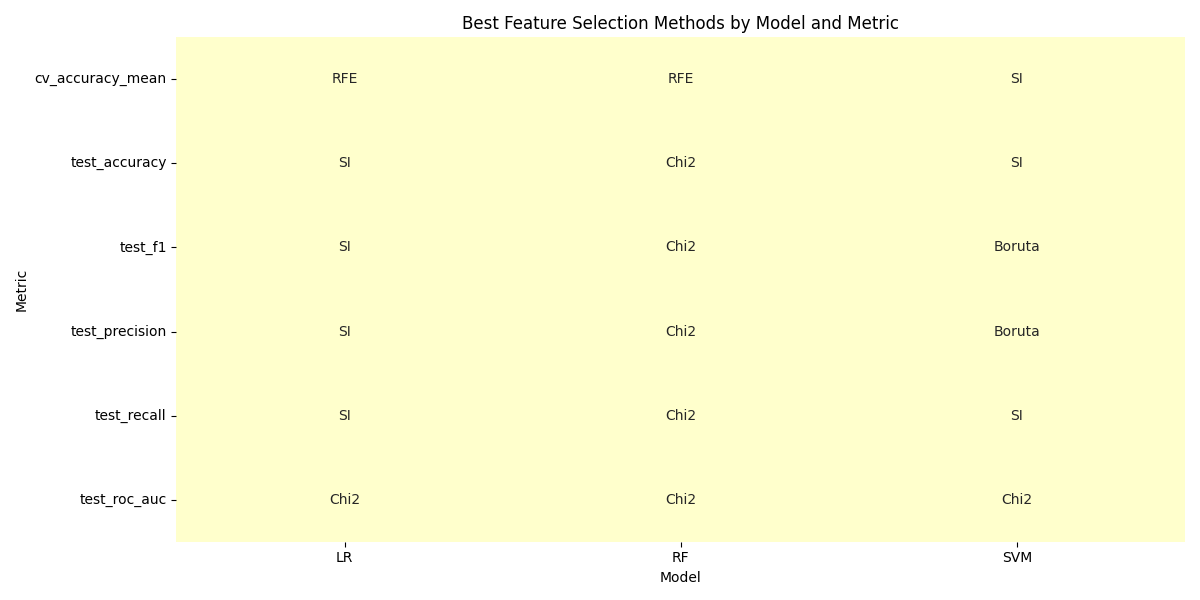 Best Feature Selection Methods by Model and Metric
Metric
cv_accuracy_mean RFE RFE SI
test_accuracy SI Chi2 SI
test_f1 SI Chi2 Boruta
test_precision SI Chi2 Boruta
test_recall SI Chi2 SI
test_roc_auc Chi2 Chi2 Chi2
LR RF SVM
Model